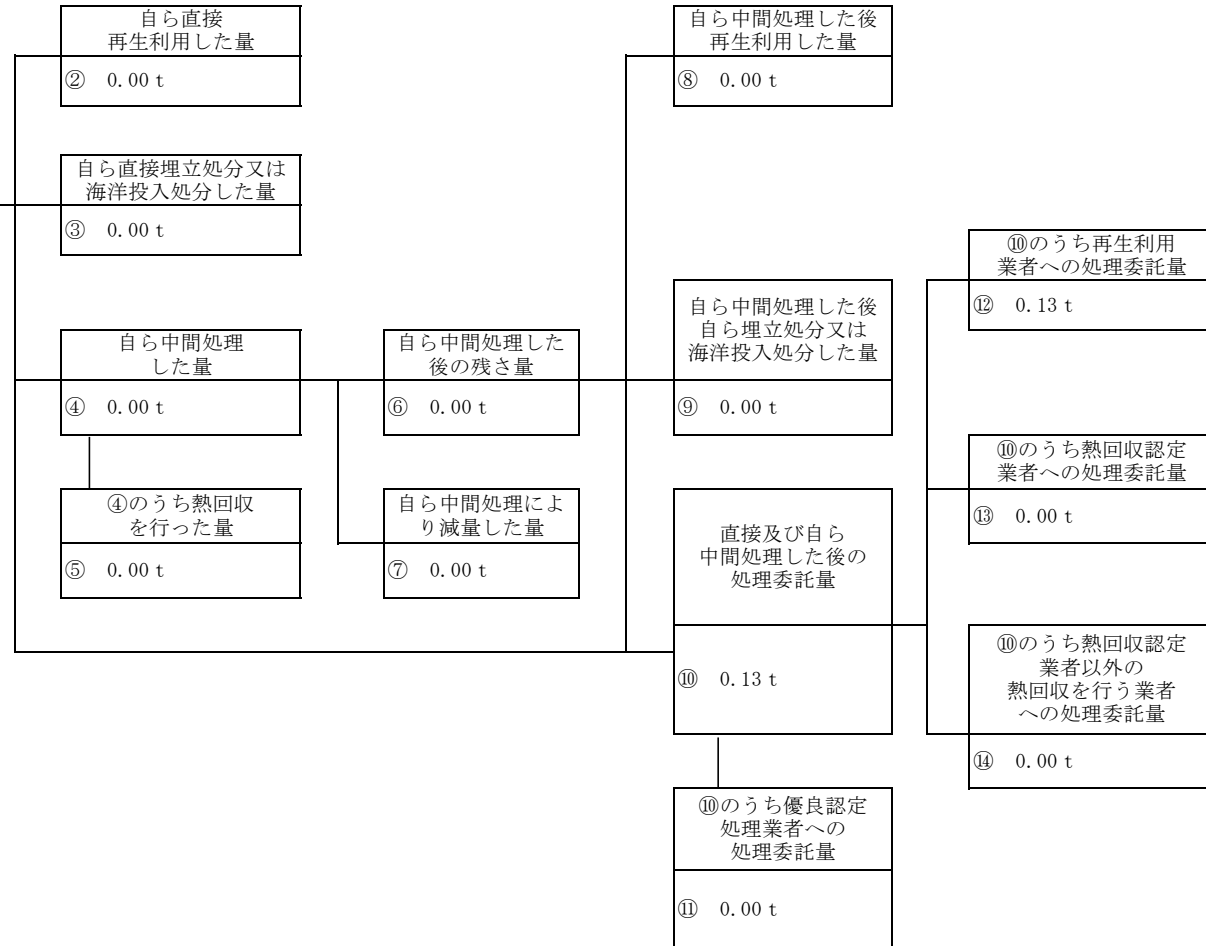 自ら直接
再生利用した量
② 0.00 t
自ら直接埋立処分又は
海洋投入処分した量
③ 0.00 t
自ら中間処理
した量
④ 0.00 t
④のうち熱回収
を行った量
⑤ 0.00 t
自ら中間処理した
後の残さ量
⑥ 0.00 t
自ら中間処理によ
り減量した量
⑦ 0.00 t
自ら中間処理した後
再生利用した量
⑧ 0.00 t
自ら中間処理した後
自ら埋立処分又は
海洋投入処分した量
⑨ 0.00 t
直接及び自ら
中間処理した後の
処理委託量
⑩ 0.13 t
⑩のうち優良認定
処理業者への
処理委託量
⑪ 0.00 t
⑩のうち再生利用
業者への処理委託量
⑫ 0.13 t
⑩のうち熱回収認定
業者への処理委託量
⑬ 0.00 t
⑩のうち熱回収認定
業者以外の
熱回収を行う業者
への処理委託量
⑭ 0.00 t